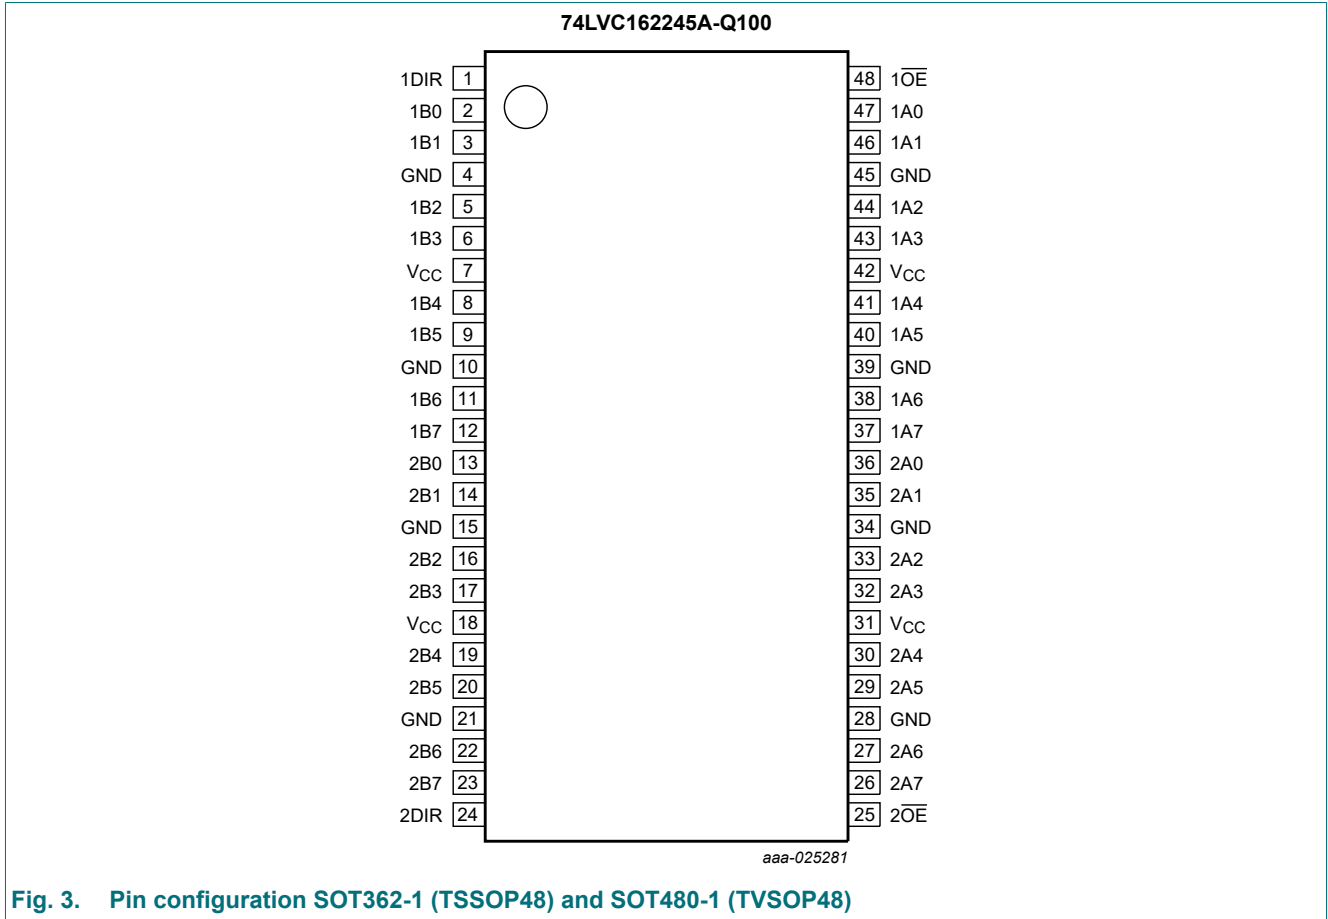 74LVC162245A-Q100
1DIR 1 48 1O̅E̅
1B0 2 47 1A0
1B1 3 46 1A1
GND 4 45 GND
1B2 5 44 1A2
1B3 6 43 1A3
VCC 7 42 VCC
1B4 8 41 1A4
1B5 9 40 1A5
GND 10 39 GND
1B6 11 38 1A6
1B7 12 37 1A7
2B0 13 36 2A0
2B1 14 35 2A1
GND 15 34 GND
2B2 16 33 2A2
2B3 17 32 2A3
VCC 18 31 VCC
2B4 19 30 2A4
2B5 20 29 2A5
GND 21 28 GND
2B6 22 27 2A6
2B7 23 26 2A7
2DIR 24 25 2O̅E̅
aaa-025281
Fig. 3. Pin configuration SOT362-1 (TSSOP48) and SOT480-1 (TVSOP48)